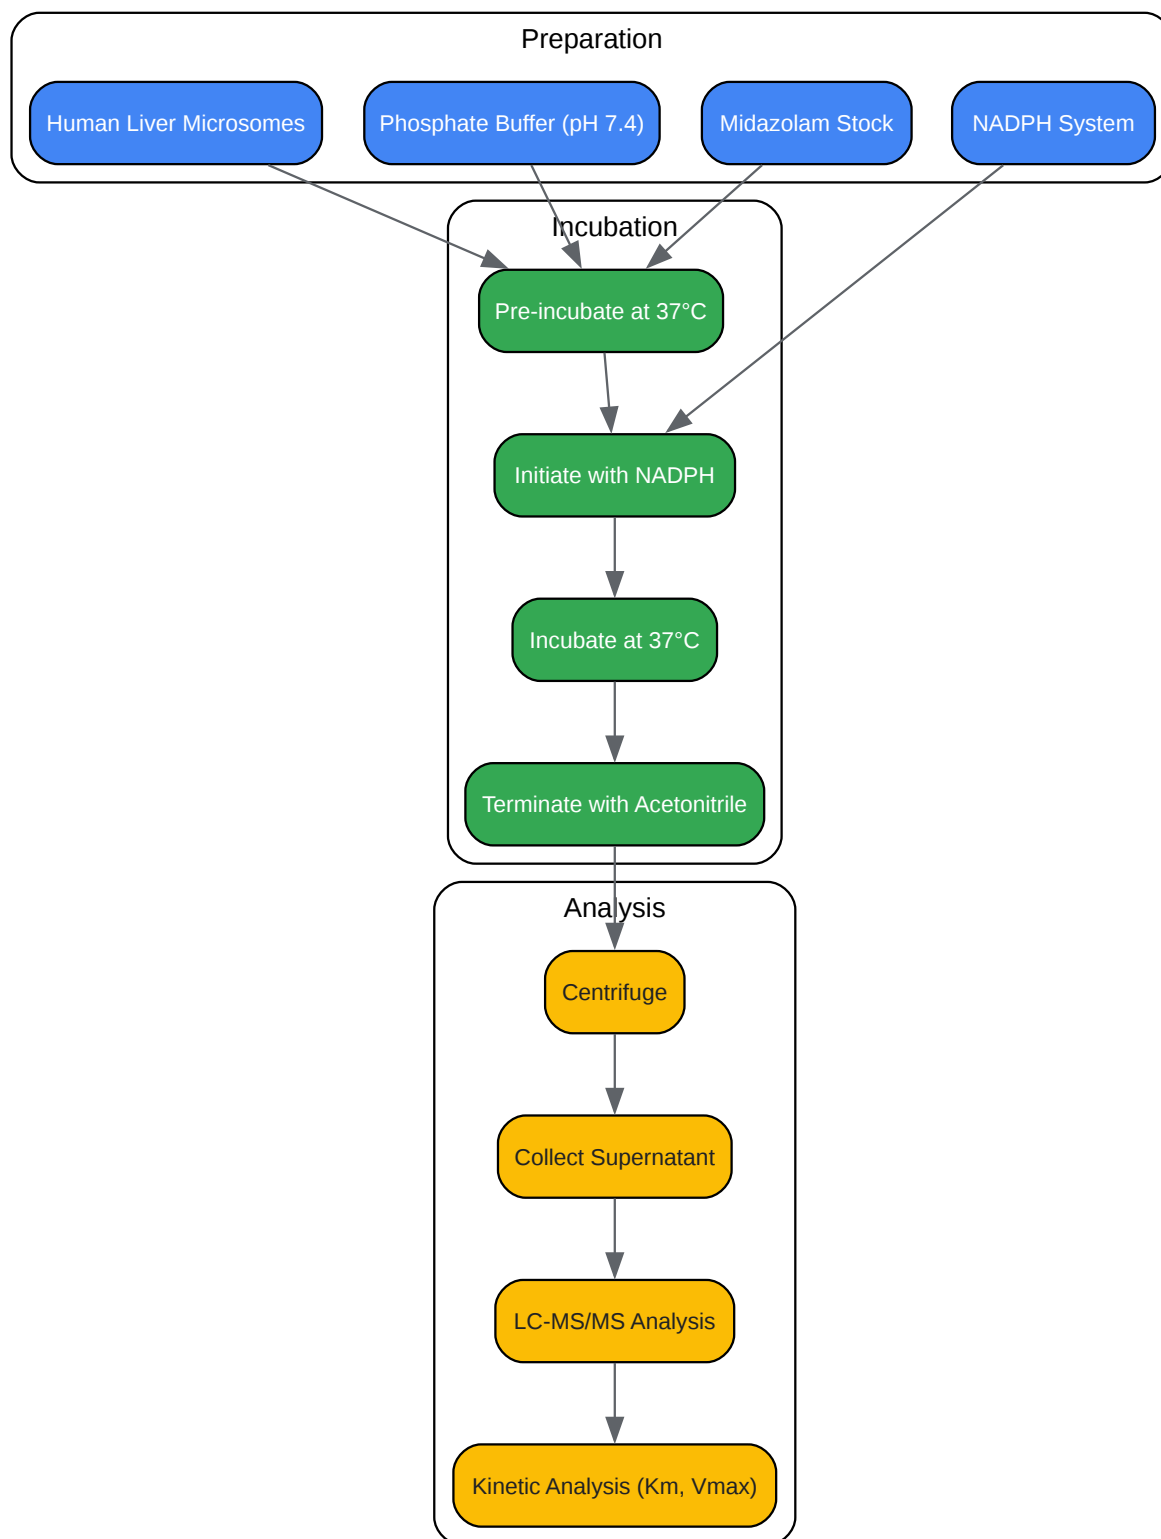 Preparation
Human Liver Microsomes
Phosphate Buffer (pH 7.4)
Midazolam Stock
NADPH System
Incubation
Pre-incubate at 37°C
Initiate with NADPH
Incubate at 37°C
Terminate with Acetonitrile
Analysis
Centrifuge
Collect Supernatant
LC-MS/MS Analysis
Kinetic Analysis (Km, Vmax)